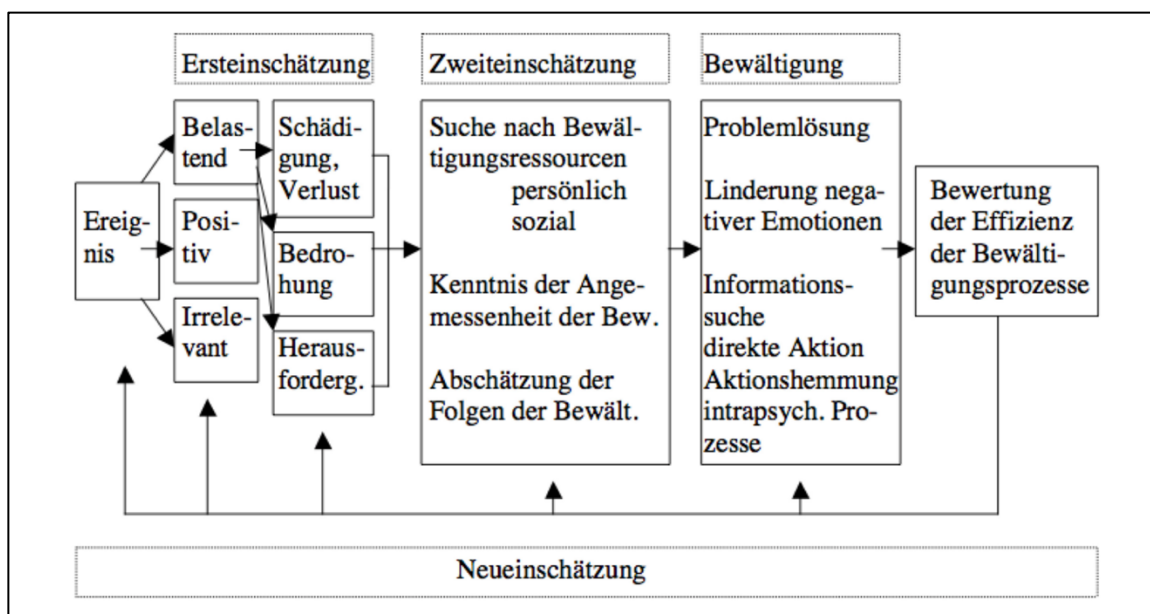 Ersteinschätzung
Zweiteinschätzung
Bewältigung
Ereig-
nis
Belas-
tend
Posi-
tiv
Irrele-
vant
Schädi-
gung,
Verlust
Bedro-
hung
Heraus-
forderg.
Suche nach Bewäl-
tigungsressourcen
persönlich
sozial
Kenntnis der Ange-
messenheit der Bew.
Abschätzung der
Folgen der Bewält.
Problemlösung
Linderung nega-
tiver Emotionen
Informations-
suche
direkte Aktion
Aktionshemmung
intrapsych. Pro-
zesse
Bewertung
der Effizienz
der Bewälti-
gungsprozesse
Neueinschätzung